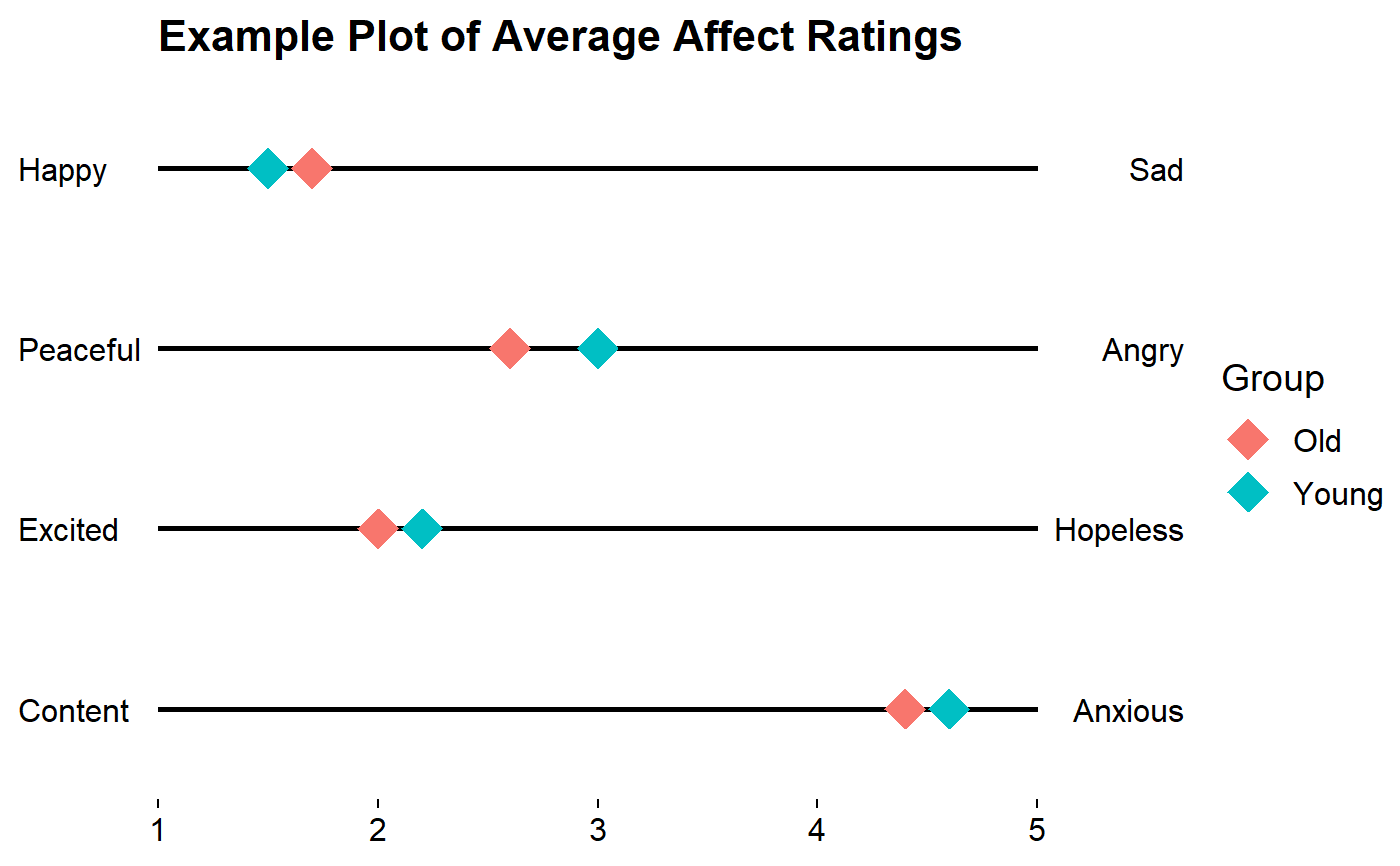 Example Plot of Average Affect Ratings
Happy
Sad
Peaceful
Angry
Excited
Hopeless
Content
Anxious
1 2 3 4 5
Group
Old
Young